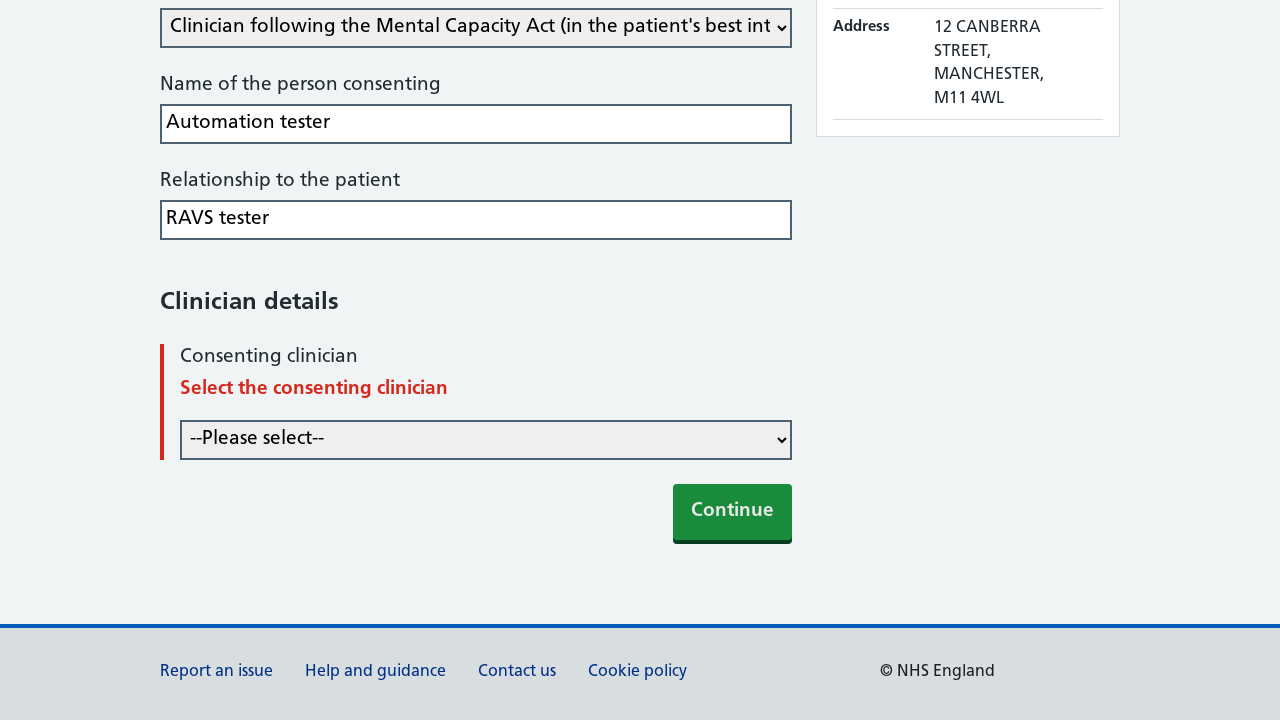 Clinician following the Mental Capacity Act (in the patient's best int
Name of the person consenting
Automation tester
Relationship to the patient
RAVS tester
Clinician details
Consenting clinician
Select the consenting clinician
--Please select--
Continue
Address
12 CANBERRA
STREET,
MANCHESTER,
M11 4WL
Report an issue
Help and guidance
Contact us
Cookie policy
© NHS England